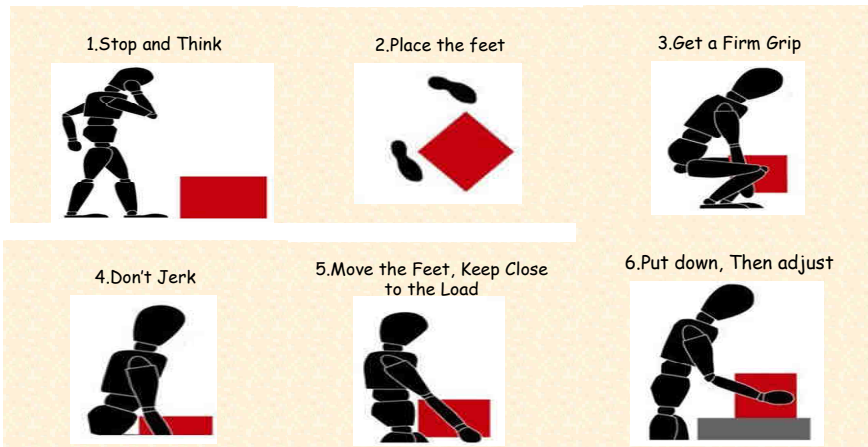 1.Stop and Think
2.Place the feet
3.Get a Firm Grip
4.Don't Jerk
5.Move the Feet, Keep Close
to the Load
6.Put down, Then adjust